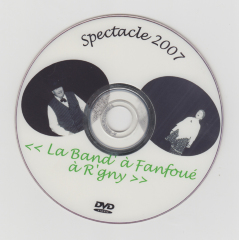 Spectacle 2007
<< La Band' à Fanfoué
à R'gny >>
DVD